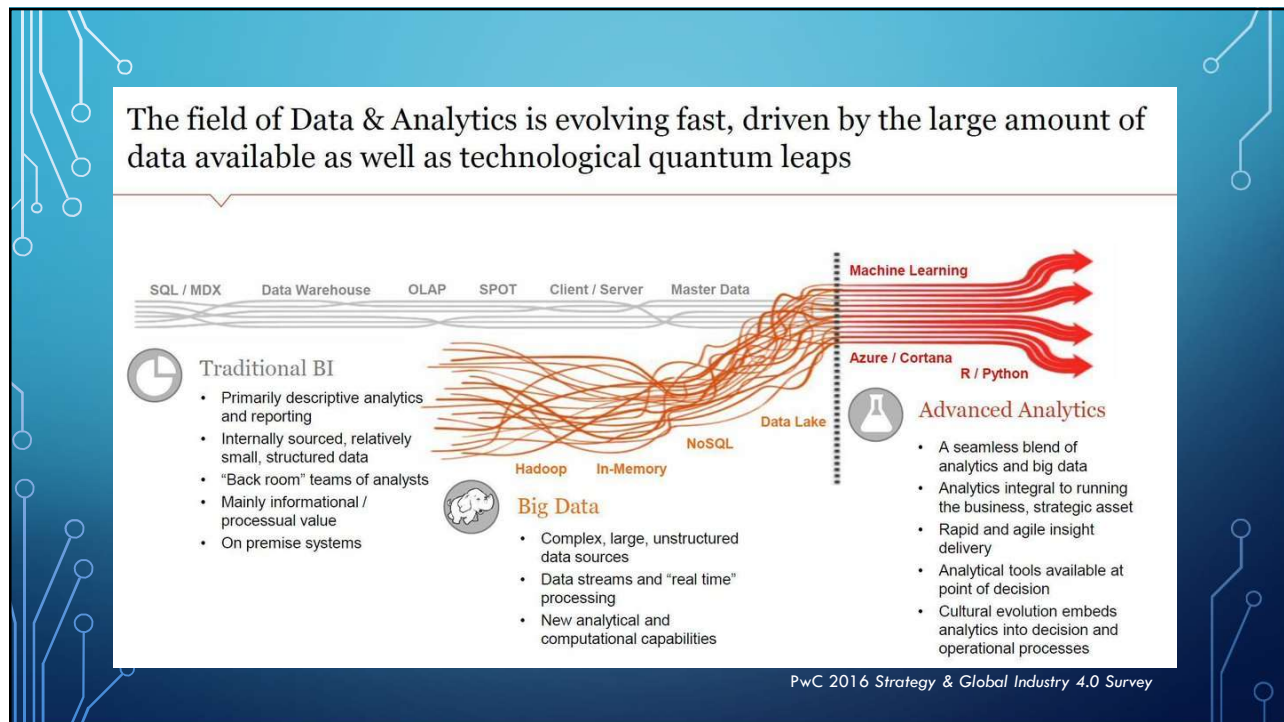 The field of Data & Analytics is evolving fast, driven by the large amount of
data available as well as technological quantum leaps
SQL / MDX
Data Warehouse
OLAP
SPOT
Client / Server
Master Data
Machine Learning
Azure / Cortana
R / Python
Data Lake
NoSQL
Hadoop
In-Memory
Traditional BI
• Primarily descriptive analytics
and reporting
• Internally sourced, relatively
small, structured data
• “Back room” teams of analysts
• Mainly informational /
processual value
• On premise systems
Big Data
• Complex, large, unstructured
data sources
• Data streams and “real time”
processing
• New analytical and
computational capabilities
Advanced Analytics
• A seamless blend of
analytics and big data
• Analytics integral to running
the business, strategic asset
• Rapid and agile insight
delivery
• Analytical tools available at
point of decision
• Cultural evolution embeds
analytics into decision and
operational processes
PwC 2016 Strategy & Global Industry 4.0 Survey